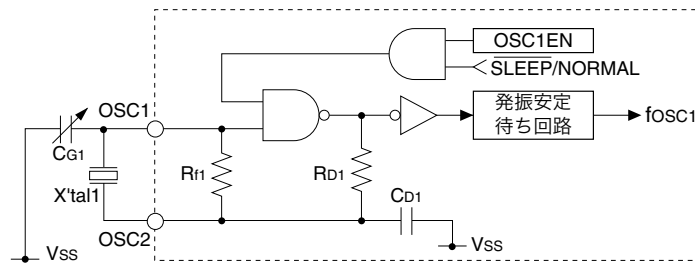 OSC1EN
SLEEP/NORMAL
OSC1
発振安定
待ち回路
fOSC1
CG1
Rf1
RD1
CD1
X'tal1
OSC2
VSS
VSS